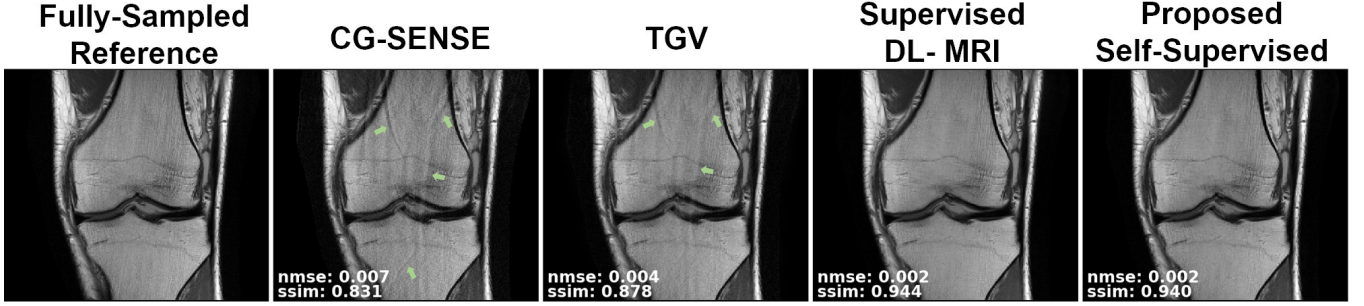 Fully-Sampled
Reference
CG-SENSE
TGV
Supervised
DL- MRI
Proposed
Self-Supervised
nmse: 0.007
ssim: 0.831
nmse: 0.004
ssim: 0.878
nmse: 0.002
ssim: 0.944
nmse: 0.002
ssim: 0.940